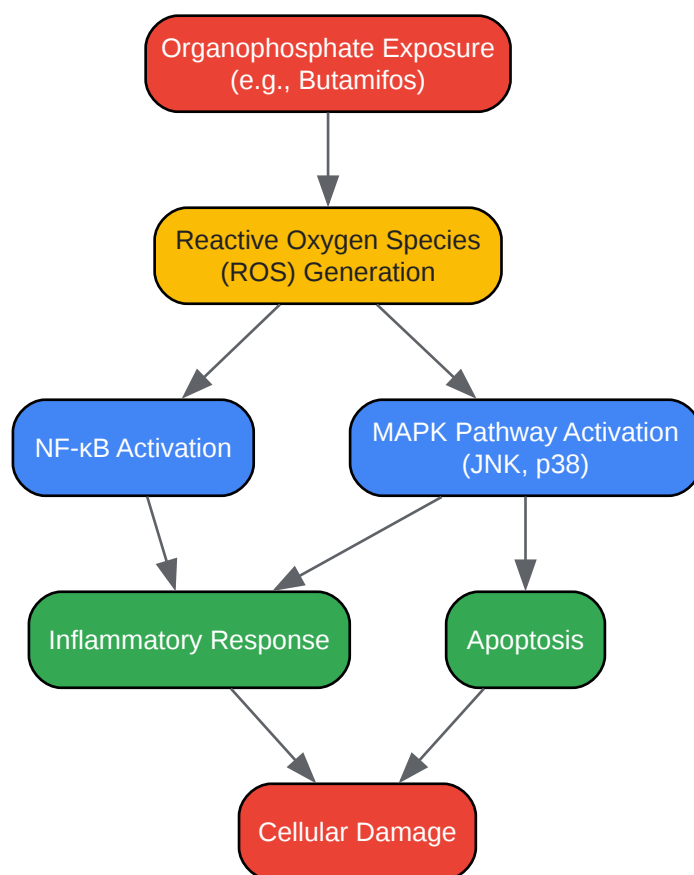 Organophosphate Exposure
(e.g., Butamifos)
Reactive Oxygen Species
(ROS) Generation
NF-κB Activation
MAPK Pathway Activation
(JNK, p38)
Inflammatory Response
Apoptosis
Cellular Damage